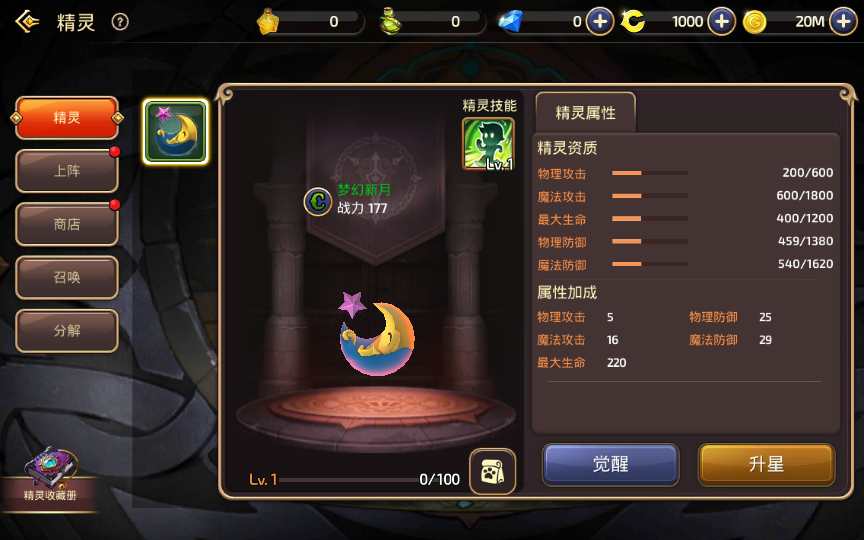 精灵 ?
0
0
0
1000
20M
精灵
上阵
商店
召唤
分解
精灵收藏册
精灵技能
Lv.1
梦幻新月
战力 177
Lv.1
0/100
精灵属性
精灵资质
物理攻击 200/600
魔法攻击 600/1800
最大生命 400/1200
物理防御 459/1380
魔法防御 540/1620
属性加成
物理攻击 5 物理防御 25
魔法攻击 16 魔法防御 29
最大生命 220
觉醒
升星